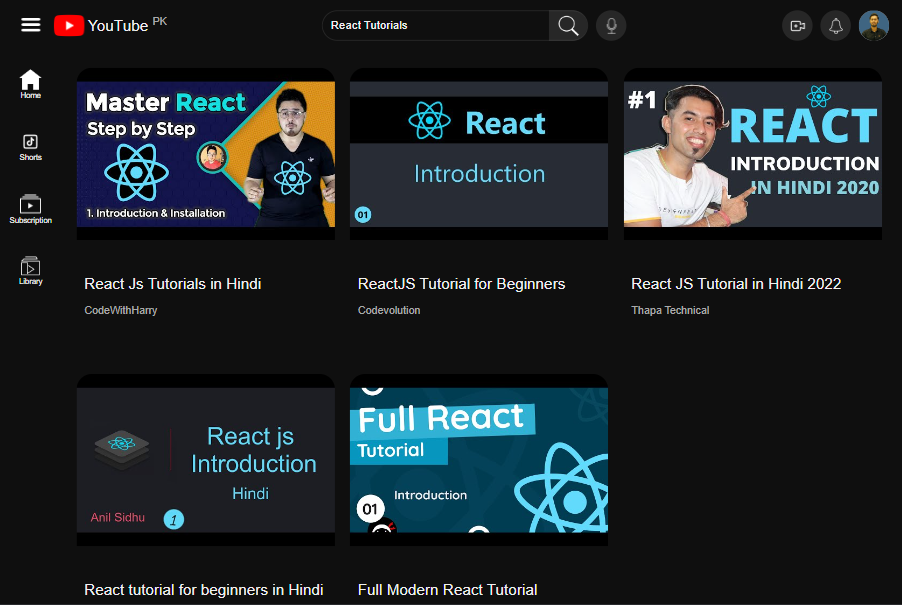 YouTube PK
React Tutorials
Home
Shorts
Subscription
Library
Master React
Step by Step
1. Introduction & Installation
React
Introduction
01
#1
REACT
INTRODUCTION
IN HINDI 2020
React Js Tutorials in Hindi
CodeWithHarry
ReactJS Tutorial for Beginners
Codevolution
React JS Tutorial in Hindi 2022
Thapa Technical
React js
Introduction
Hindi
Anil Sidhu
1
Full React
Tutorial
Introduction
01
React tutorial for beginners in Hindi
Full Modern React Tutorial